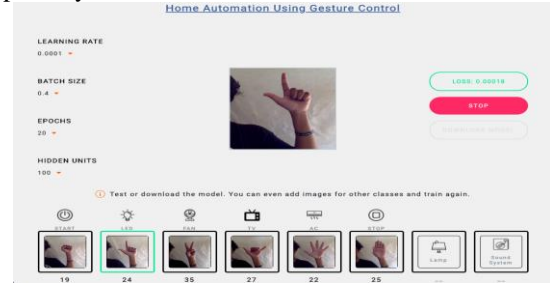 Home Automation Using Gesture Control
LEARNING RATE
0.0001
BATCH SIZE
0.4
EPOCHS
20
HIDDEN UNITS
100
LOSS: 0.00018
STOP
DOWNLOAD MODEL
Test or download the model. You can even add images for other classes and train again.
START LED FAN TV AC STOP
Lamp Sound
System
19 24 35 27 22 25